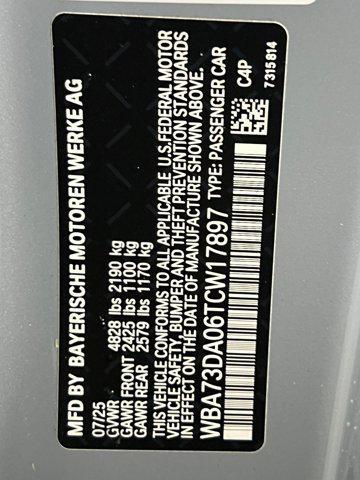 MFD BY BAYERISCHE MOTOREN WERKE AG
07/25
GVWR 4828 lbs 2190 kg
GAWR FRONT 2425 lbs 1100 kg
GAWR REAR 2579 lbs 1170 kg
THIS VEHICLE CONFORMS TO ALL APPLICABLE U.S.FEDERAL MOTOR
VEHICLE SAFETY, BUMPER AND THEFT PREVENTION STANDARDS
IN EFFECT ON THE DATE OF MANUFACTURE SHOWN ABOVE.
WBA73DA06TCW17897 TYPE: PASSENGER CAR
C4P
7315814